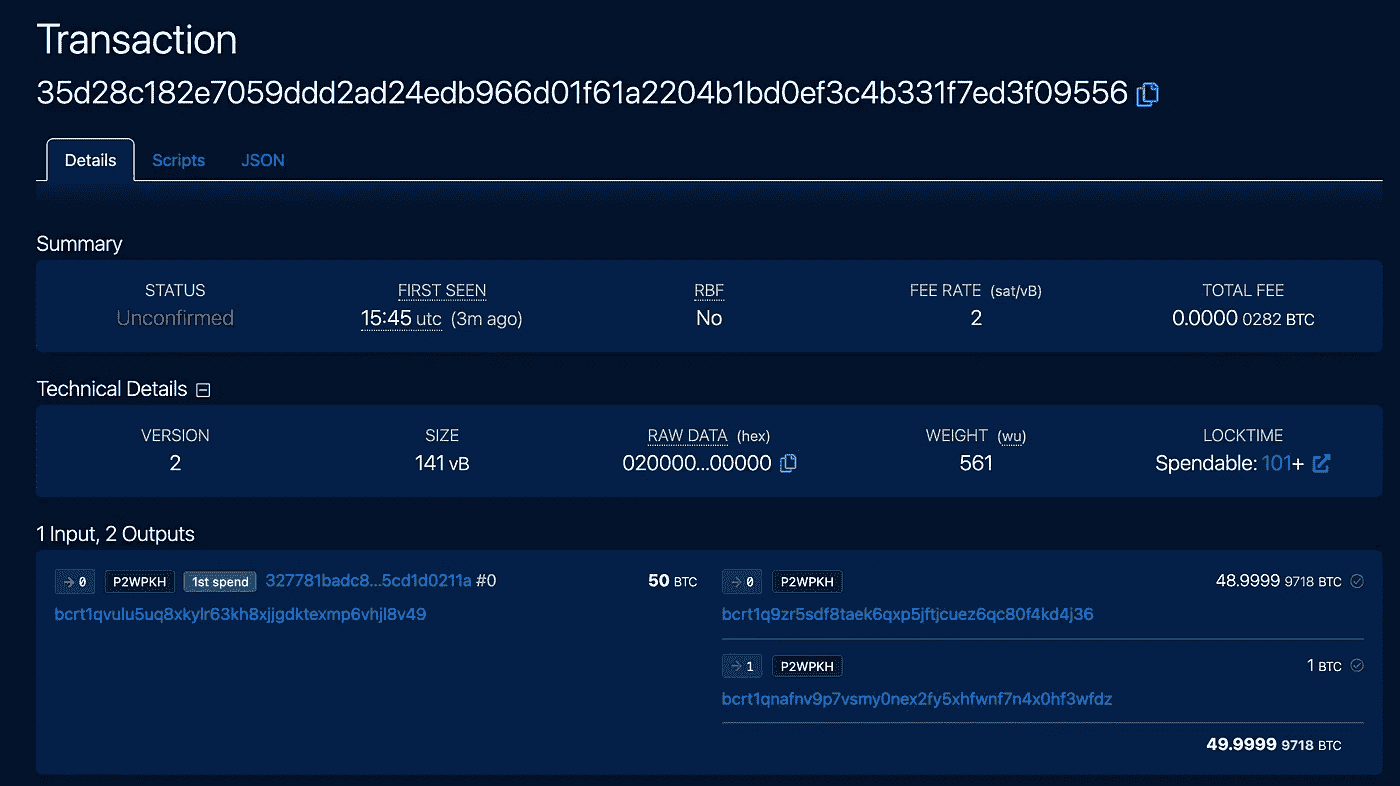 Transaction
35d28c182e7059ddd2ad24edb966d01f61a2204b1bd0ef3c4b331f7ed3f09556
Details Scripts JSON
Summary
STATUS FIRST SEEN RBF FEE RATE (sat/vB) TOTAL FEE
Unconfirmed 15:45 utc (3m ago) No 2 0.0000 0282 BTC
Technical Details
VERSION SIZE RAW DATA (hex) WEIGHT (wu) LOCKTIME
2 141 vB 020000...00000 561 Spendable: 101+
1 Input, 2 Outputs
0 P2WPKH 1st spend 327781badc8...5cd1d0211a #0 50 BTC
bcrt1qvulu5uq8xkylr63kh8xjjgdktexmp6vhjl8v49
0 P2WPKH 48.9999 9718 BTC
bcrt1q9zr5sdf8taek6qxp5jftjcuez6qc80f4kd4j36
1 P2WPKH 1 BTC
bcrt1qnafnv9p7vsmy0nex2fy5xhfwnf7n4x0hf3wfdz
49.9999 9718 BTC